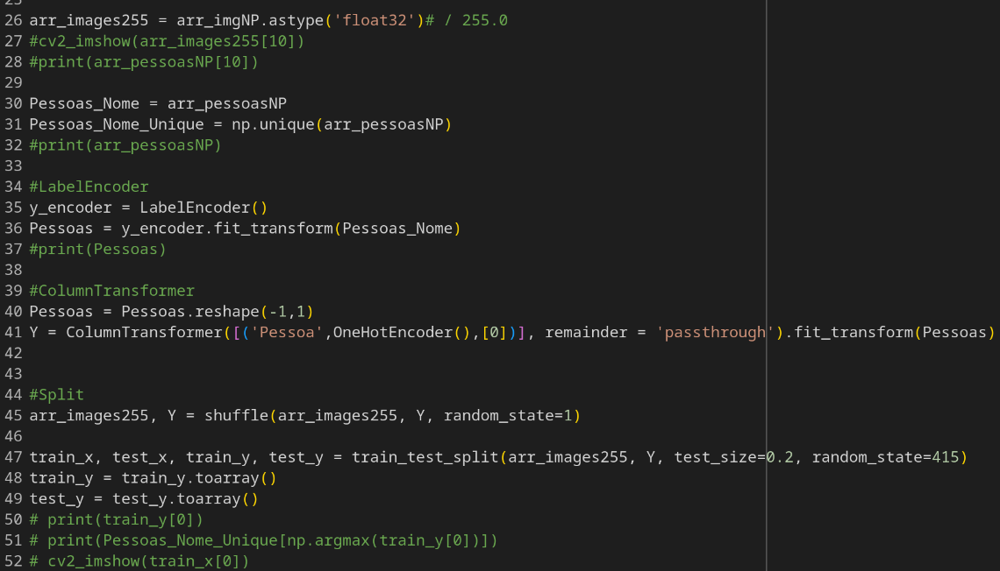 25
26 arr_images255 = arr_imgNP.astype('float32')# / 255.0
27 #cv2_imshow(arr_images255[10])
28 #print(arr_pessoasNP[10])
29
30 Pessoas_Nome = arr_pessoasNP
31 Pessoas_Nome_Unique = np.unique(arr_pessoasNP)
32 #print(arr_pessoasNP)
33
34 #LabelEncoder
35 y_encoder = LabelEncoder()
36 Pessoas = y_encoder.fit_transform(Pessoas_Nome)
37 #print(Pessoas)
38
39 #ColumnTransformer
40 Pessoas = Pessoas.reshape(-1,1)
41 Y = ColumnTransformer([('Pessoa',OneHotEncoder(),[0])], remainder = 'passthrough').fit_transform(Pessoas)
42
43
44 #Split
45 arr_images255, Y = shuffle(arr_images255, Y, random_state=1)
46
47 train_x, test_x, train_y, test_y = train_test_split(arr_images255, Y, test_size=0.2, random_state=415)
48 train_y = train_y.toarray()
49 test_y = test_y.toarray()
50 # print(train_y[0])
51 # print(Pessoas_Nome_Unique[np.argmax(train_y[0])])
52 # cv2_imshow(train_x[0])